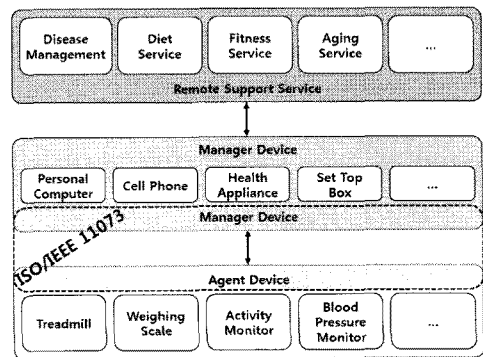 Disease
Management
Diet
Service
Fitness
Service
Aging
Service
...
Remote Support Service
Manager Device
Personal
Computer
Cell Phone
Health
Appliance
Set Top
Box
...
Manager Device
ISO/IEEE 11073
Agent Device
Treadmill
Weighing
Scale
Activity
Monitor
Blood
Pressure
Monitor
...